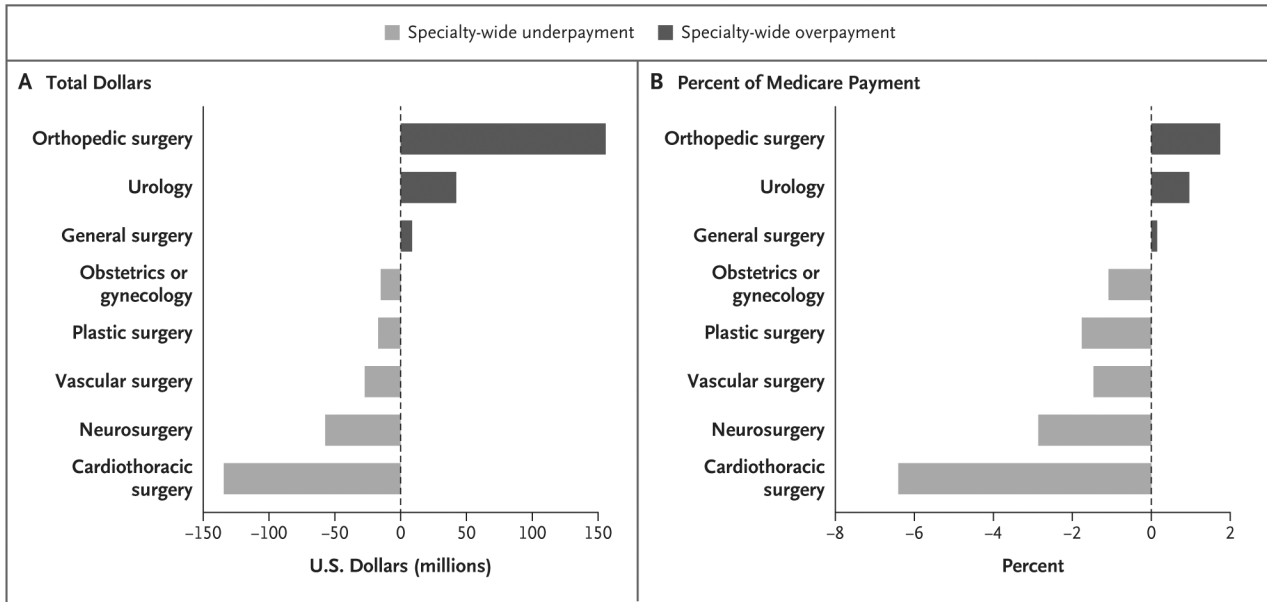 Specialty-wide underpayment
Specialty-wide overpayment
A Total Dollars
Orthopedic surgery
Urology
General surgery
Obstetrics or
gynecology
Plastic surgery
Vascular surgery
Neurosurgery
Cardiothoracic
surgery
–150 –100 –50 0 50 100 150
U.S. Dollars (millions)
B Percent of Medicare Payment
Orthopedic surgery
Urology
General surgery
Obstetrics or
gynecology
Plastic surgery
Vascular surgery
Neurosurgery
Cardiothoracic
surgery
–8 –6 –4 –2 0 2
Percent